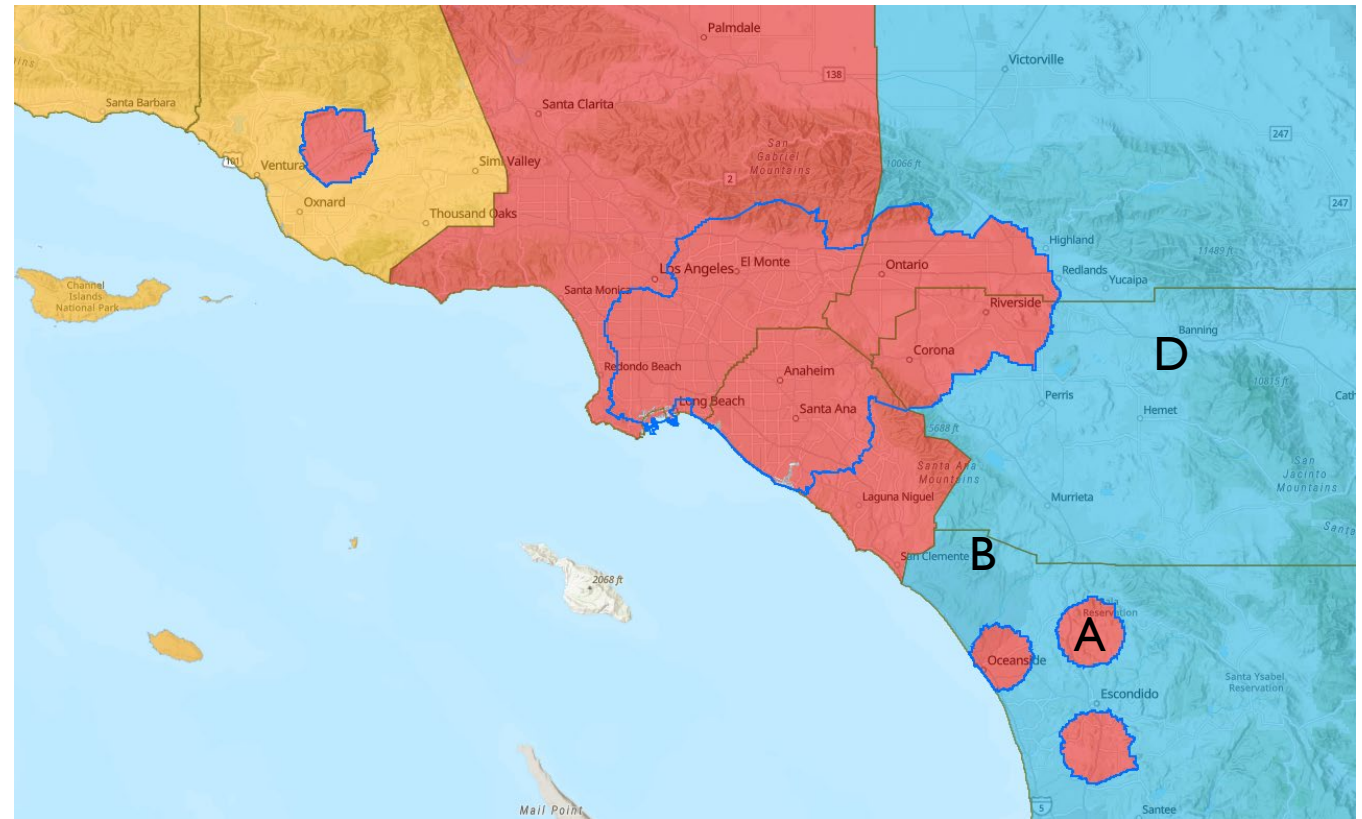 Palmdale
138
Victorville
Santa Barbara
Santa Clarita
247
San
Gabriel
Mountains
10066 ft
101
Ventura
Simi Valley
2
Oxnard
Thousand Oaks
247
Highland
11489 ft
Los Angeles
El Monte
Ontario
Redlands
Yucaipa
Channel
Islands
National Park
Santa Monica
Riverside
Banning
D
Corona
Redondo Beach
Anaheim
10815 ft
Long Beach
Perris
Cath
Santa Ana
Hemet
5688 ft
Santa Ana
Mountains
San
Jacinto
Mountains
Laguna Niguel
Murrieta
Santa
San Clemente
B
2068 ft
Reservation
A
Oceanside
Santa Ysabel
Reservation
Escondido
Mail Point
5
Santee